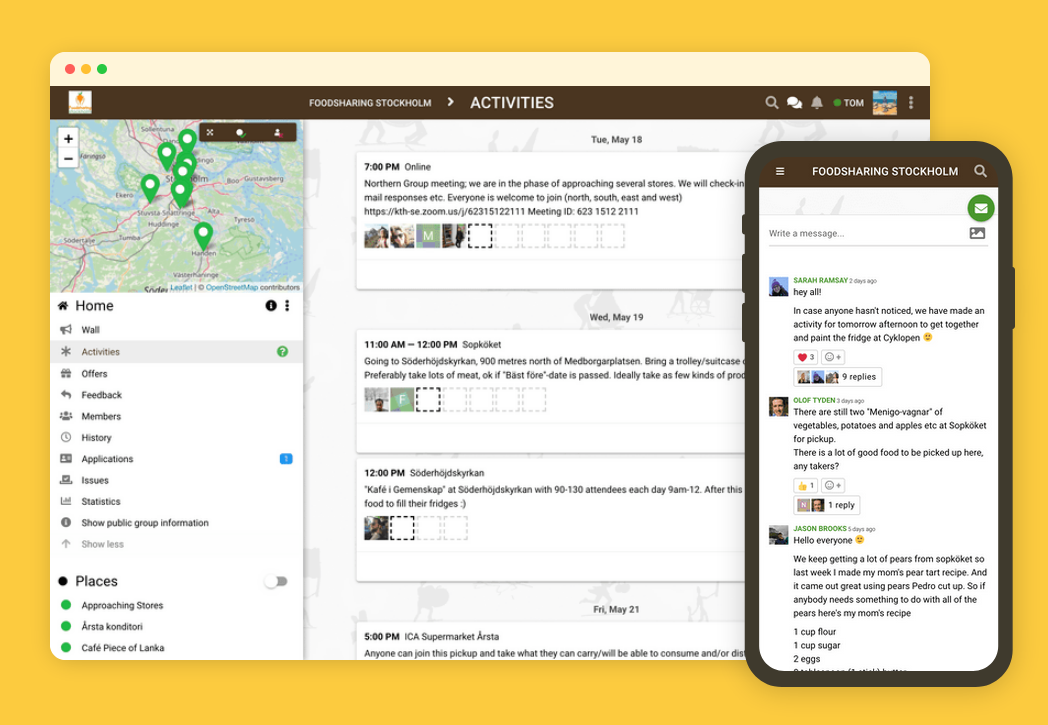 FOODSHARING STOCKHOLM
ACTIVITIES
TOM
+
−
Sollentuna
Ekerö
Stuvsta-Snättringe
Huddinge
Boo
Gustavsberg
Tyresö
Södertälje
Tumba
Handen
Västerhaninge
Leaflet | © OpenStreetMap contributors
Home
Wall
Activities
Offers
Feedback
Members
History
Applications
1
Issues
Statistics
Show public group information
Show less
Places
Approaching Stores
Årsta konditori
Café Piece of Lanka
Tue, May 18
7:00 PM Online
Northern Group meeting; we are in the phase of approaching several stores. We will check-in
mail responses etc. Everyone is welcome to join (north, south, east and west)
https://kth-se.zoom.us/j/62315122111 Meeting ID: 623 1512 2111
M
Wed, May 19
11:00 AM — 12:00 PM Sopköket
Going to Söderhöjdskyrkan, 900 metres north of Medborgarplatsen. Bring a trolley/suitcase
Preferably take lots of meat, ok if "Bäst före"-date is passed. Ideally take as few kinds of
F
12:00 PM Söderhöjdskyrkan
"Kafé i Gemenskap" at Söderhöjdskyrkan with 90-130 attendees each day 9am-12. After this
food to fill their fridges :)
Fri, May 21
5:00 PM ICA Supermarket Årsta
Anyone can join this pickup and take what they can carry/will be able to consume and/or
FOODSHARING STOCKHOLM
Write a message...
SARAH RAMSAY 2 days ago
hey all!
In case anyone hasn't noticed, we have made an
activity for tomorrow afternoon to get together
and paint the fridge at Cyklopen 🙂
❤️ 3
9 replies
OLOF TYDEN 3 days ago
There are still two "Menigo-vagnar" of
vegetables, potatoes and apples etc at Sopköket
for pickup.
There is a lot of good food to be picked up here,
any takers?
👍 1
N
1 reply
JASON BROOKS 5 days ago
Hello everyone 🙂
We keep getting a lot of pears from sopköket so
last week I made my mom's pear tart recipe. And
it came out great using pears Pedro cut up. So if
anybody needs something to do with all of the
pears here's my mom's recipe
1 cup flour
1 cup sugar
2 eggs